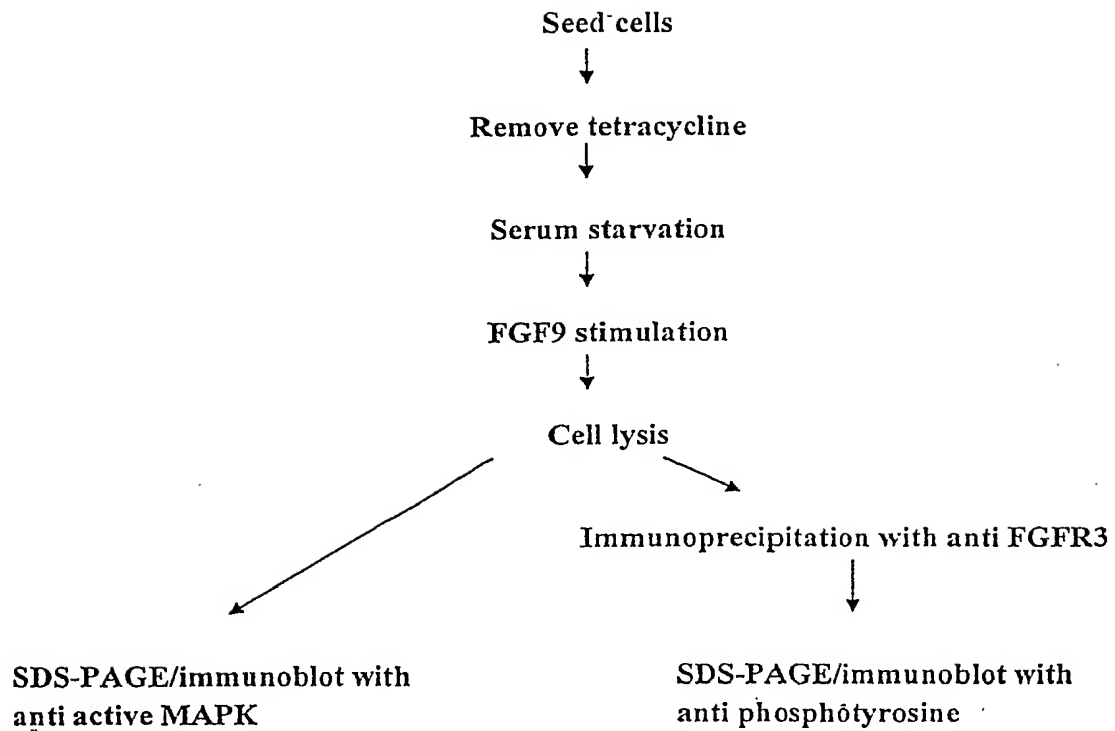 Seed cells
Remove tetracycline
Serum starvation
FGF9 stimulation
Cell lysis
Immunoprecipitation with anti FGFR3
SDS-PAGE/immunoblot with
anti active MAPK
SDS-PAGE/immunoblot with
anti phosphotyrosine